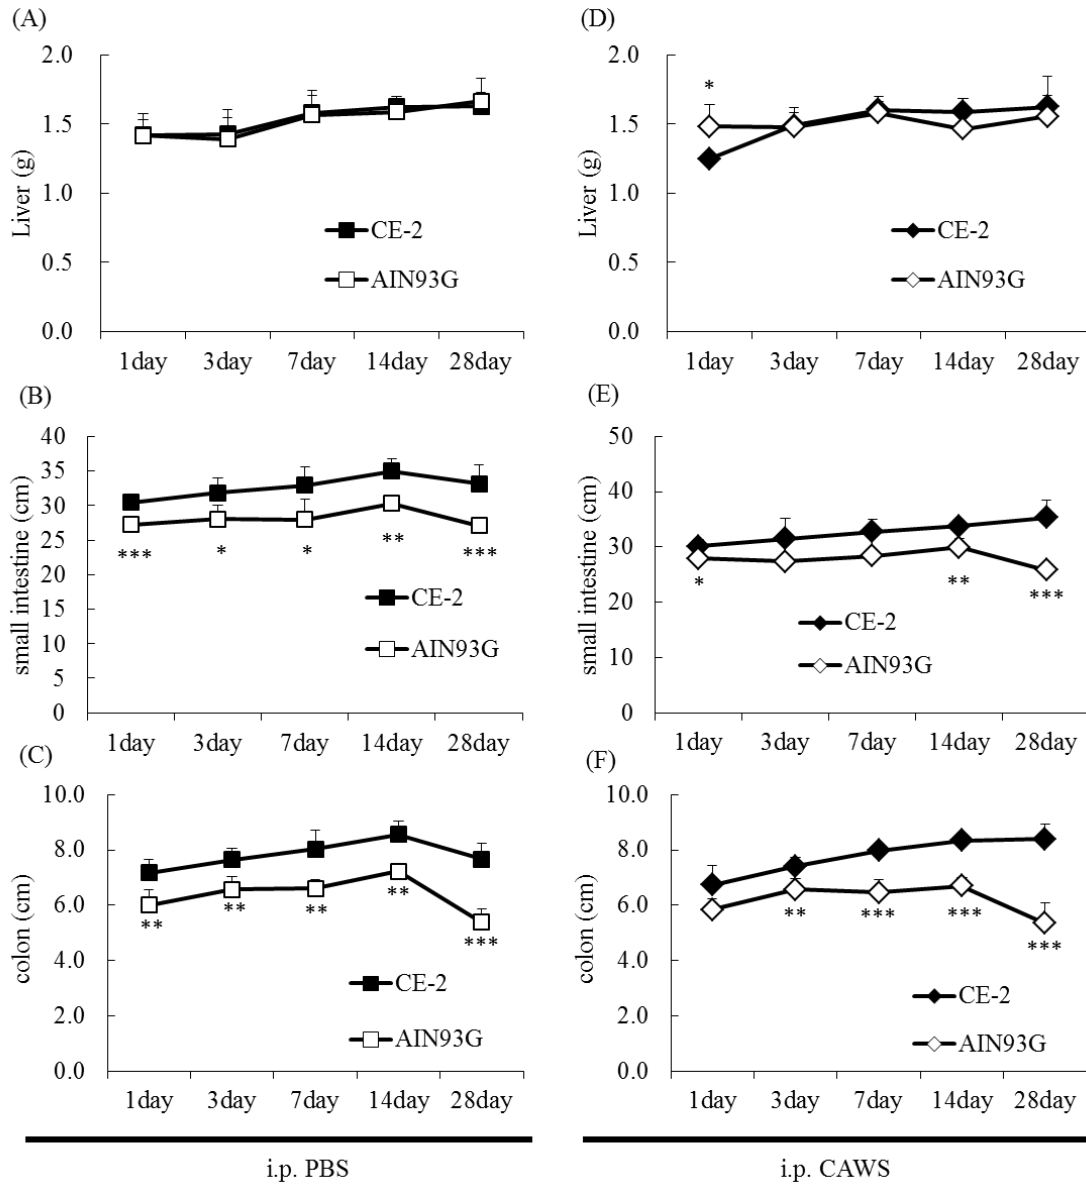 (A)
2.0
1.5
1.0
0.5
0.0
Liver (g)
CE-2
AIN93G
1day 3day 7day 14day 28day
(D)
2.0
1.5
1.0
0.5
0.0
Liver (g)
*
CE-2
AIN93G
1day 3day 7day 14day 28day
(B)
40
35
30
25
20
15
10
5
0
small intestine (cm)
*** * * ** ***
CE-2
AIN93G
1day 3day 7day 14day 28day
(E)
50
40
30
20
10
0
small intestine (cm)
* ** ***
CE-2
AIN93G
1day 3day 7day 14day 28day
(C)
10.0
8.0
6.0
4.0
2.0
0.0
colon (cm)
** ** ** ** ***
CE-2
AIN93G
1day 3day 7day 14day 28day
i.p. PBS
(F)
10.0
8.0
6.0
4.0
2.0
0.0
colon (cm)
** *** *** ***
CE-2
AIN93G
1day 3day 7day 14day 28day
i.p. CAWS